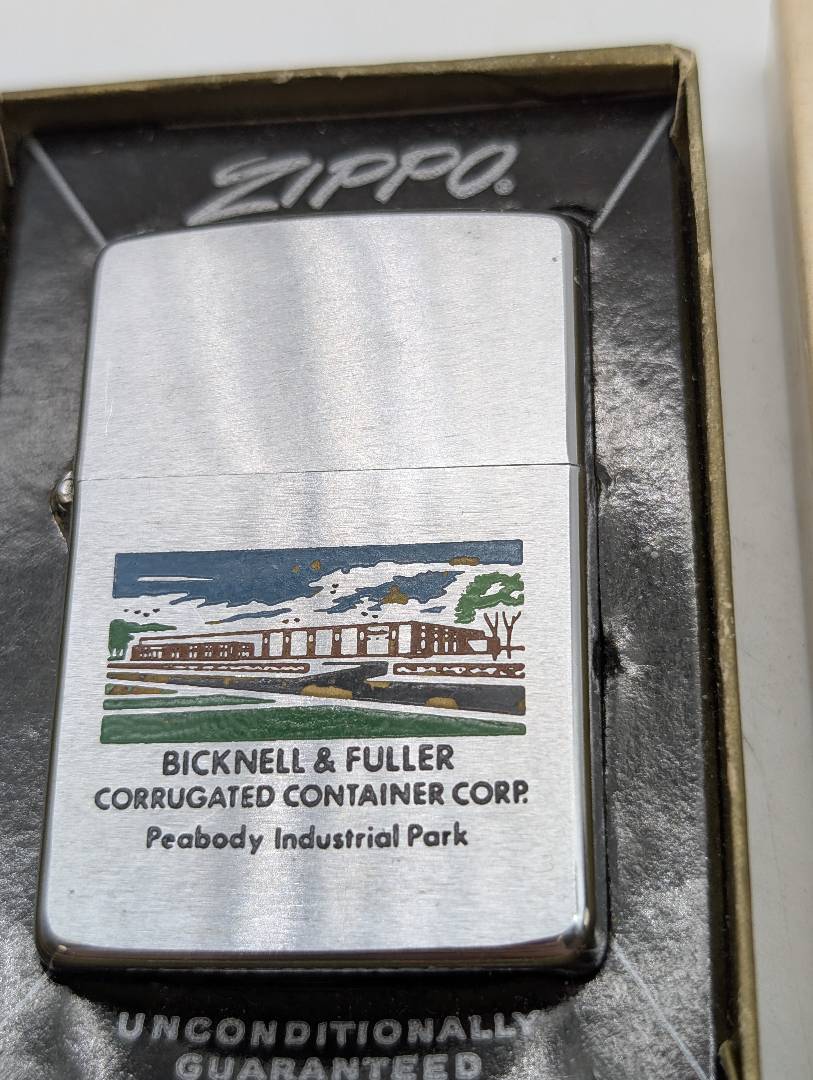 ZIPPO®
BICKNELL & FULLER
CORRUGATED CONTAINER CORP.
Peabody Industrial Park
UNCONDITIONALLY
GUARANTEED